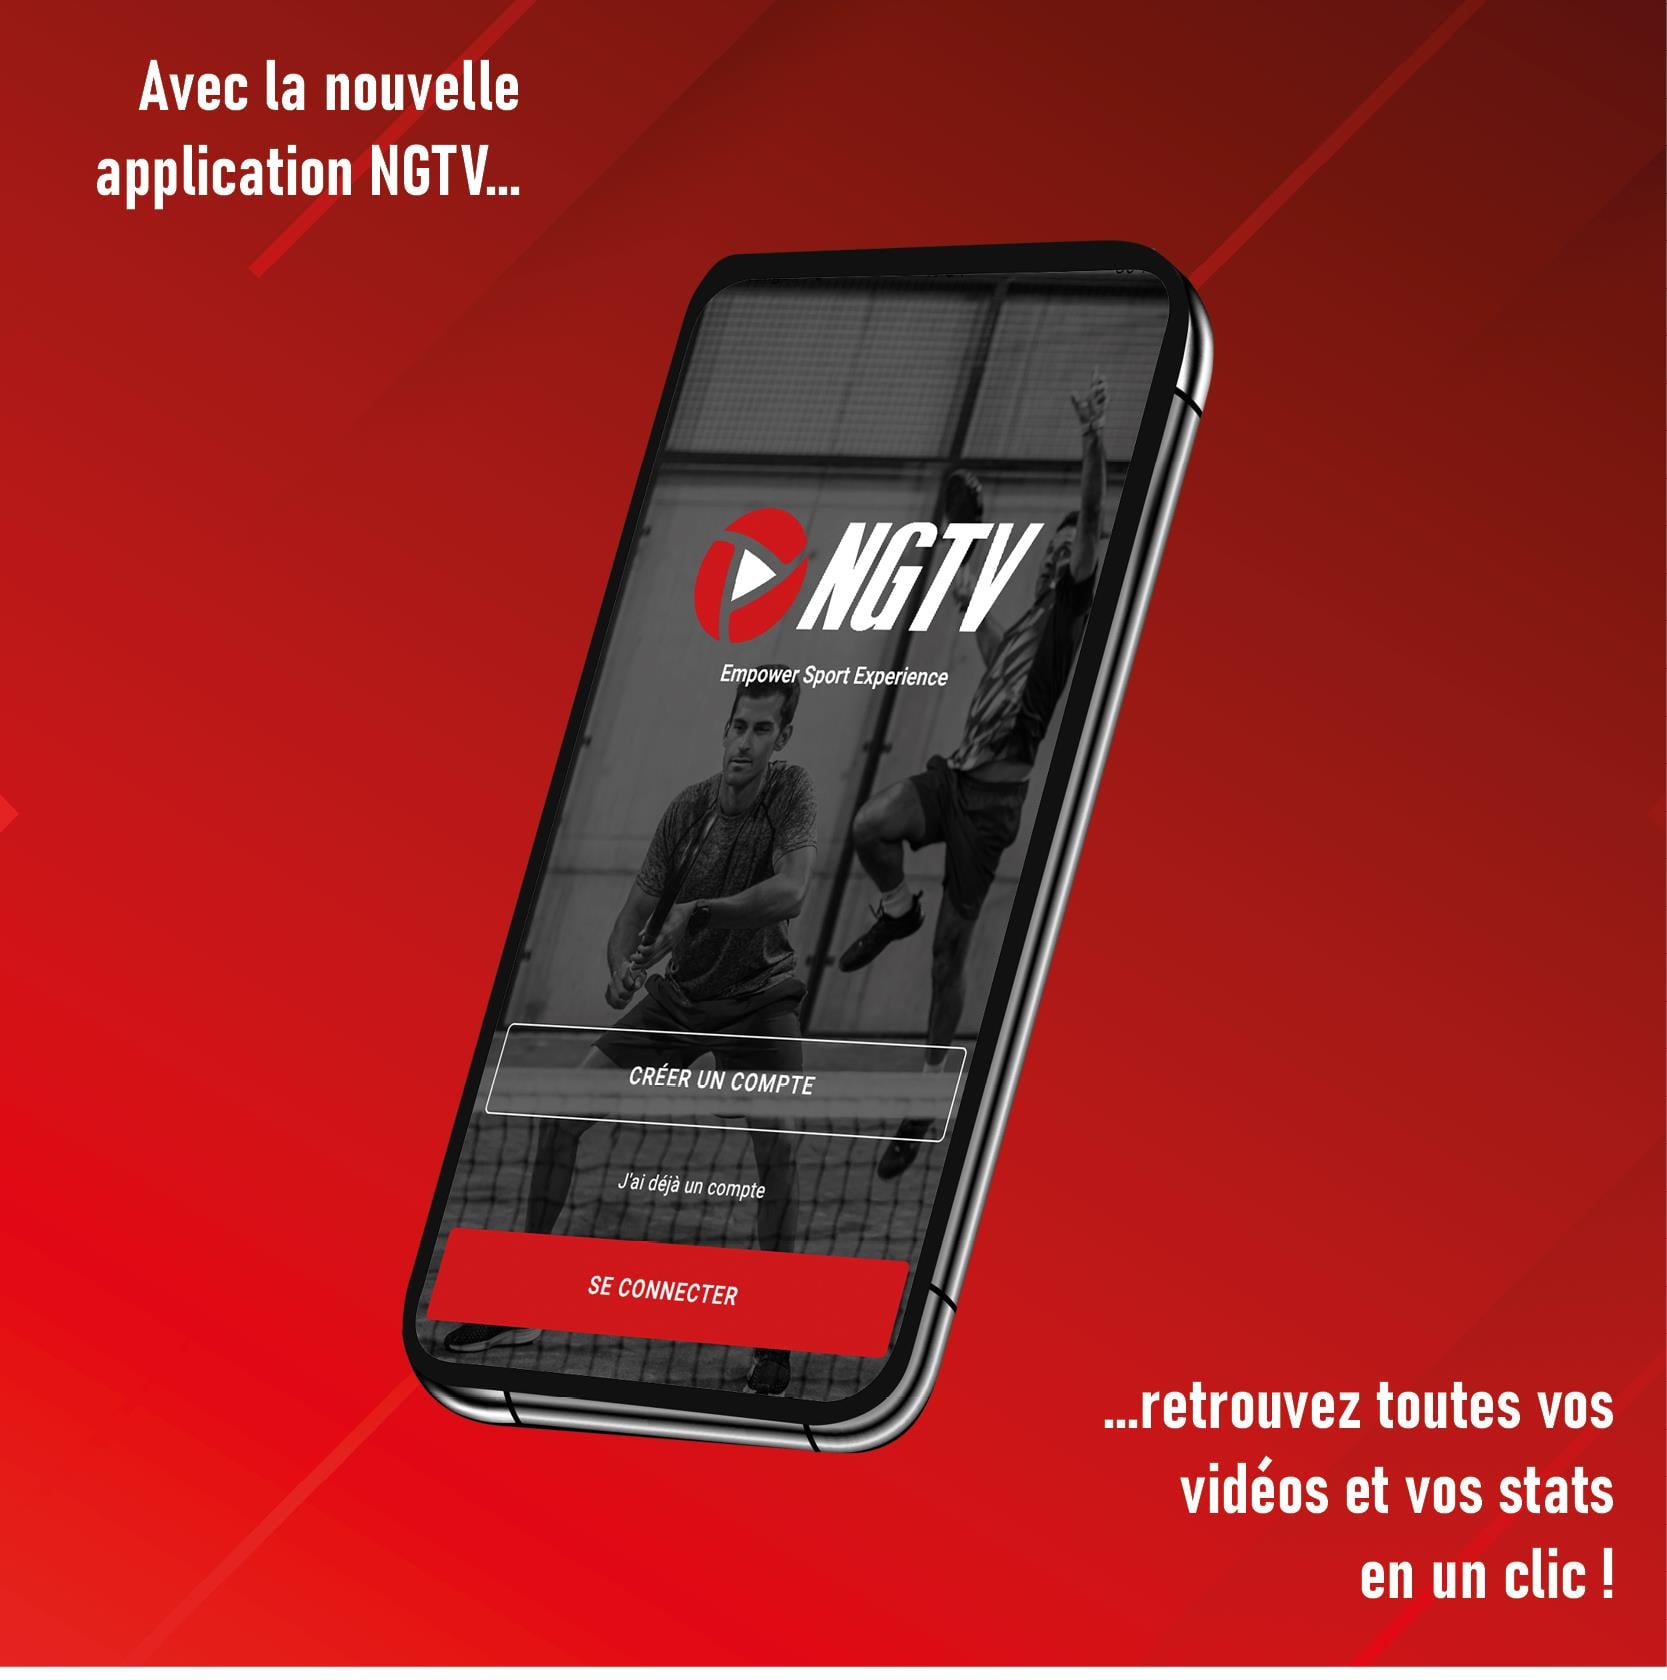 Avec la nouvelle
application NGTV...
NGTV
Empower Sport Experience
CRÉER UN COMPTE
J'ai déjà un compte
SE CONNECTER
...retrouvez toutes vos
vidéos et vos stats
en un clic !